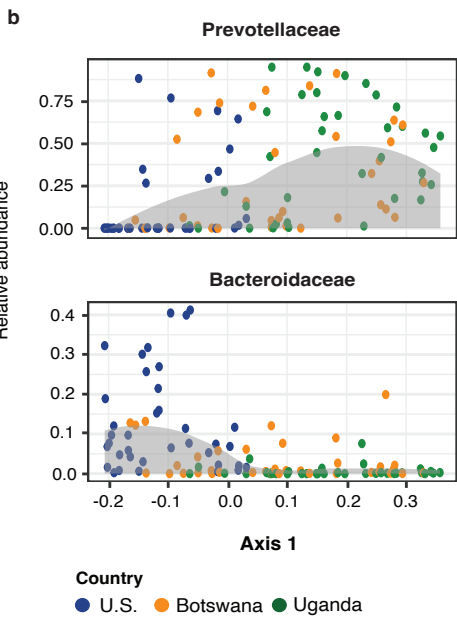 b
Prevotellaceae
0.75
0.50
0.25
0.00
Relative abundance
Bacteroidaceae
0.4
0.3
0.2
0.1
0.0
-0.2 -0.1 0.0 0.1 0.2 0.3
Axis 1
Country
U.S. Botswana Uganda